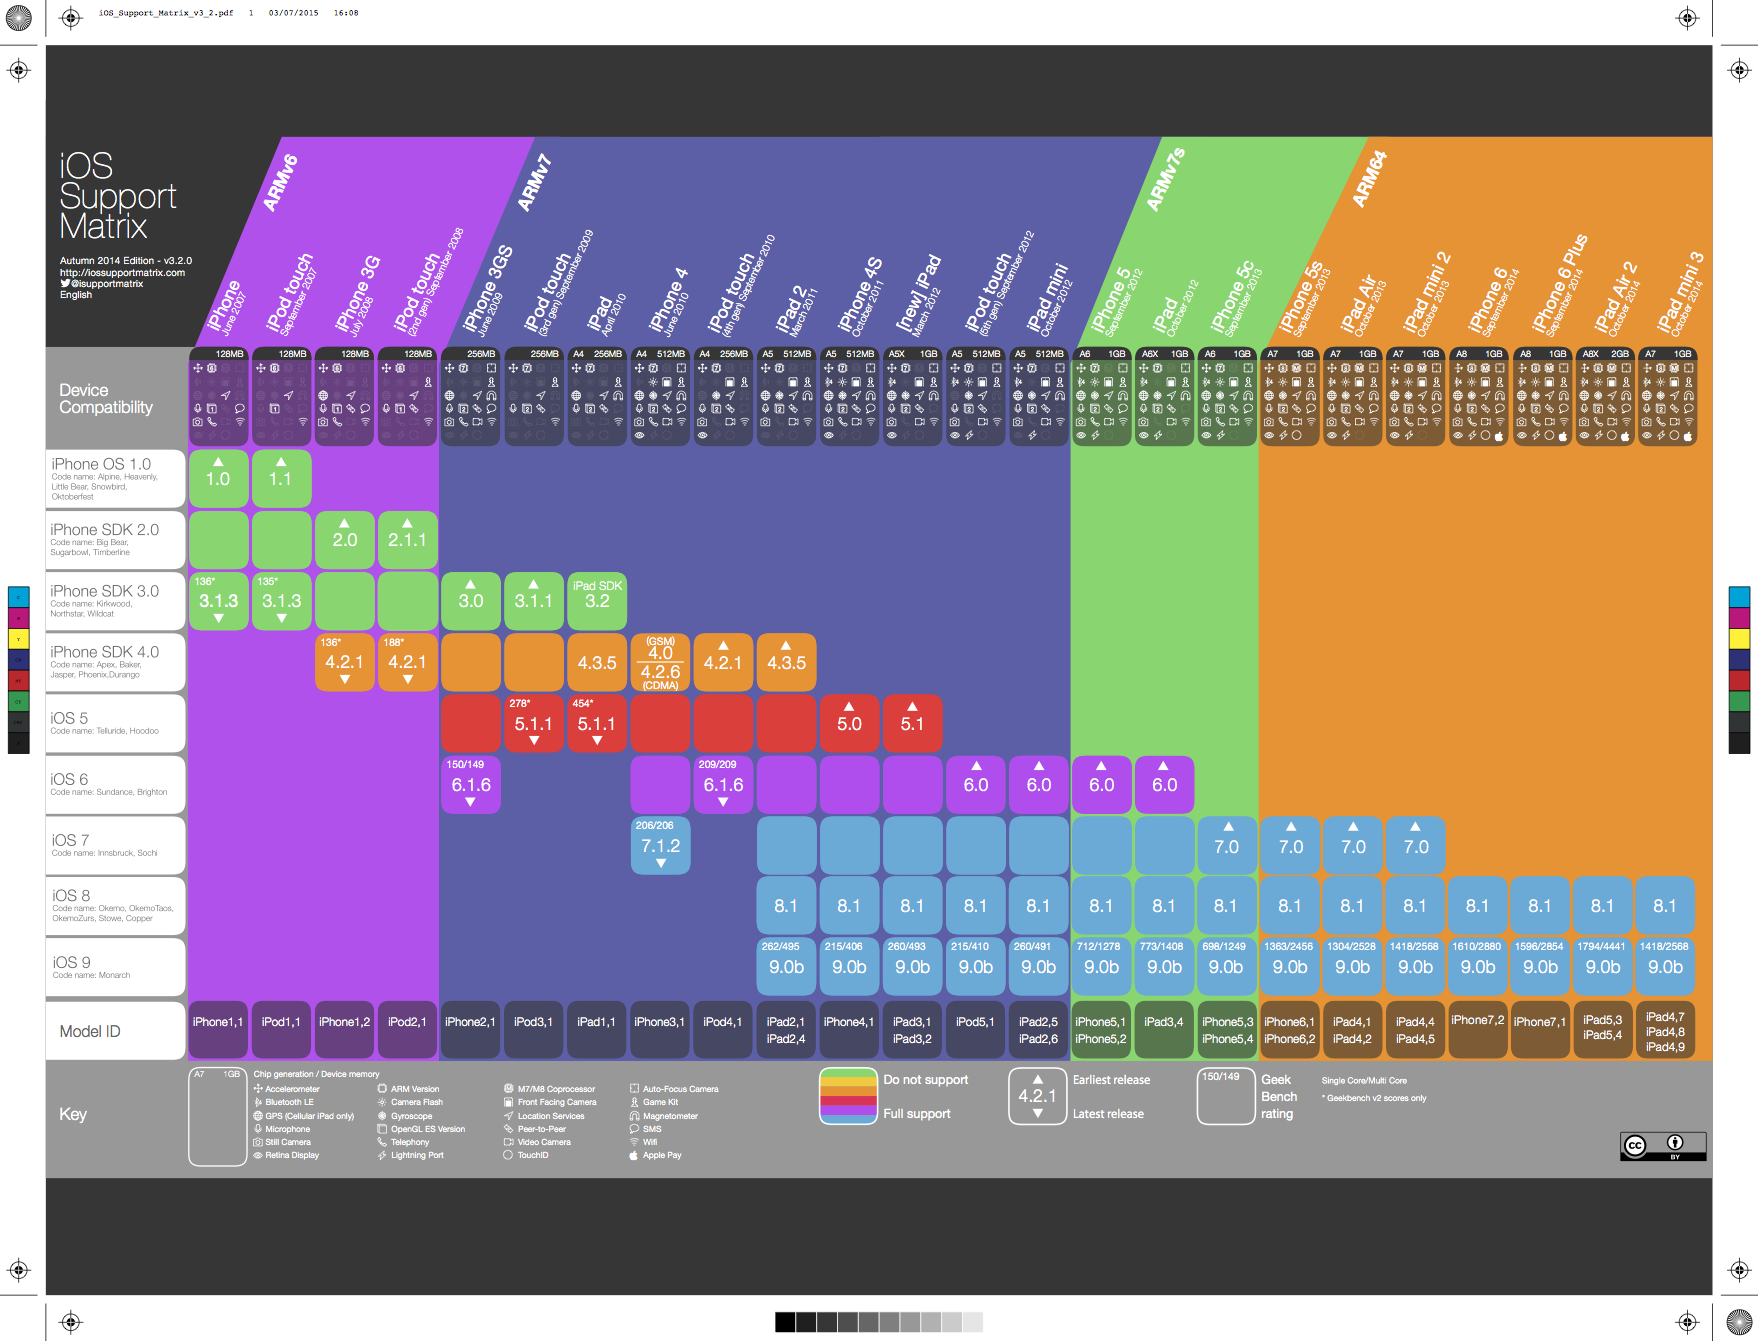 iOS_Support_Matrix_v3_2.pdf 1 03/07/2015 16:08
iOS
Support
Matrix
Autumn 2014 Edition - v3.2.0
http://iossupportmatrix.com
@isupportmatrix
English
ARMv6
ARMv7
ARMv7s
ARM64
iPhone
June 2007
iPod touch
September 2007
iPhone 3G
July 2008
iPod touch
(2nd gen) September 2008
iPhone 3GS
June 2009
iPod touch
(3rd gen) September 2009
iPad
April 2010
iPhone 4
June 2010
iPod touch
(4th gen) September 2010
iPad 2
March 2011
iPhone 4S
October 2011
[new] iPad
March 2012
iPod touch
(5th gen) September 2012
iPad mini
October 2012
iPhone 5
September 2012
iPad
October 2012
iPhone 5c
September 2013
iPhone 5s
September 2013
iPad Air
October 2013
iPad mini 2
October 2013
iPhone 6
September 2014
iPhone 6 Plus
September 2014
iPad Air 2
October 2014
iPad mini 3
October 2014
Device
Compatibility
128MB 128MB 128MB 128MB 256MB 256MB A4 256MB A4 512MB A4 256MB A5 512MB A5 512MB A5X 1GB A5 512MB A5 512MB A6 1GB A6X 1GB A6 1GB A7 1GB A7 1GB A7 1GB A8 1GB A8 1GB A8X 2GB A7 1GB
iPhone OS 1.0
Code name: Alpine, Heavenly,
Little Bear, Snowbird,
Oktoberfest
1.0 1.1
iPhone SDK 2.0
Code name: Big Bear,
Sugarbowl, Timberline
2.0 2.1.1
iPhone SDK 3.0
Code name: Kirkwood,
Northstar, Wildcat
136* 135* iPad SDK
3.1.3 3.1.3 3.0 3.1.1 3.2
iPhone SDK 4.0
Code name: Apex, Baker,
Jasper, Phoenix,Durango
136* 188* (GSM)
4.2.1 4.2.1 4.3.5 4.0 4.2.1 4.3.5
4.2.6
(CDMA)
iOS 5
Code name: Telluride, Hoodoo
278* 454*
5.1.1 5.1.1 5.0 5.1
iOS 6
Code name: Sundance, Brighton
150/149 209/209
6.1.6 6.1.6 6.0 6.0 6.0 6.0
iOS 7
Code name: Innsbruck, Sochi
206/206
7.1.2 7.0 7.0 7.0 7.0
iOS 8
Code name: Okemo, OkemoTaos,
OkemoZurs, Stowe, Copper
8.1 8.1 8.1 8.1 8.1 8.1 8.1 8.1 8.1 8.1 8.1 8.1 8.1 8.1 8.1
iOS 9
Code name: Monarch
262/495 215/406 260/493 215/410 260/491 712/1278 773/1408 698/1249 1363/2456 1304/2528 1418/2568 1610/2880 1596/2854 1794/4441 1418/2568
9.0b 9.0b 9.0b 9.0b 9.0b 9.0b 9.0b 9.0b 9.0b 9.0b 9.0b 9.0b 9.0b 9.0b 9.0b
Model ID
iPhone1,1 iPod1,1 iPhone1,2 iPod2,1 iPhone2,1 iPod3,1 iPad1,1 iPhone3,1 iPod4,1 iPad2,1 iPhone4,1 iPad3,1 iPod5,1 iPad2,5 iPhone5,1 iPad3,4 iPhone5,3 iPhone6,1 iPad4,1 iPad4,4 iPhone7,2 iPhone7,1 iPad5,3 iPad4,7
iPad2,4 iPad3,2 iPad2,6 iPhone5,2 iPhone5,4 iPhone6,2 iPad4,2 iPad4,5 iPad5,4 iPad4,8
iPad4,9
Key
A7 1GB
Chip generation / Device memory
Accelerometer ARM Version M7/M8 Coprocessor Auto-Focus Camera
Bluetooth LE Camera Flash Front Facing Camera Game Kit
GPS (Cellular iPad only) Gyroscope Location Services Magnetometer
Microphone OpenGL ES Version Peer-to-Peer SMS
Still Camera Telephony Video Camera Wifi
Retina Display Lightning Port TouchID Apple Pay
Do not support
Full support
4.2.1
Earliest release
Latest release
150/149
Geek
Bench
rating
Single Core/Multi Core
* Geekbench v2 scores only
cc
BY